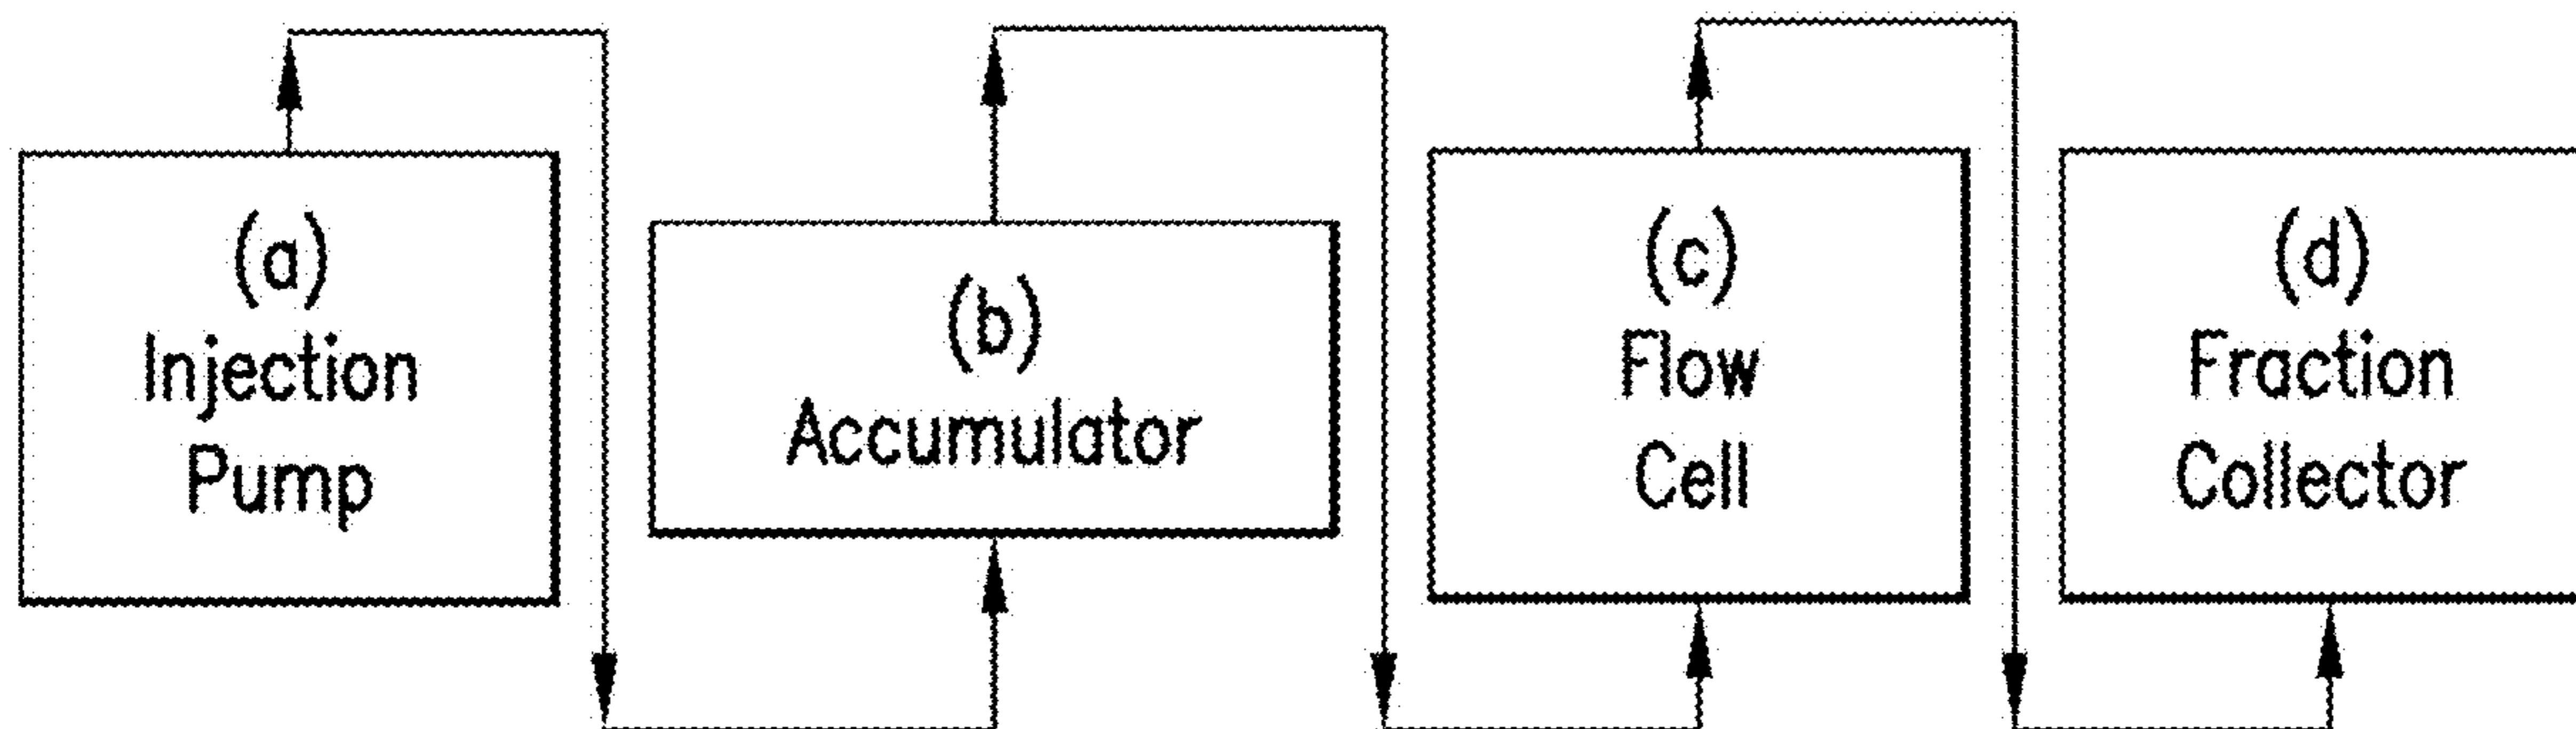 (a)
Injection
Pump
(b)
Accumulator
(c)
Flow
Cell
(d)
Fraction
Collector